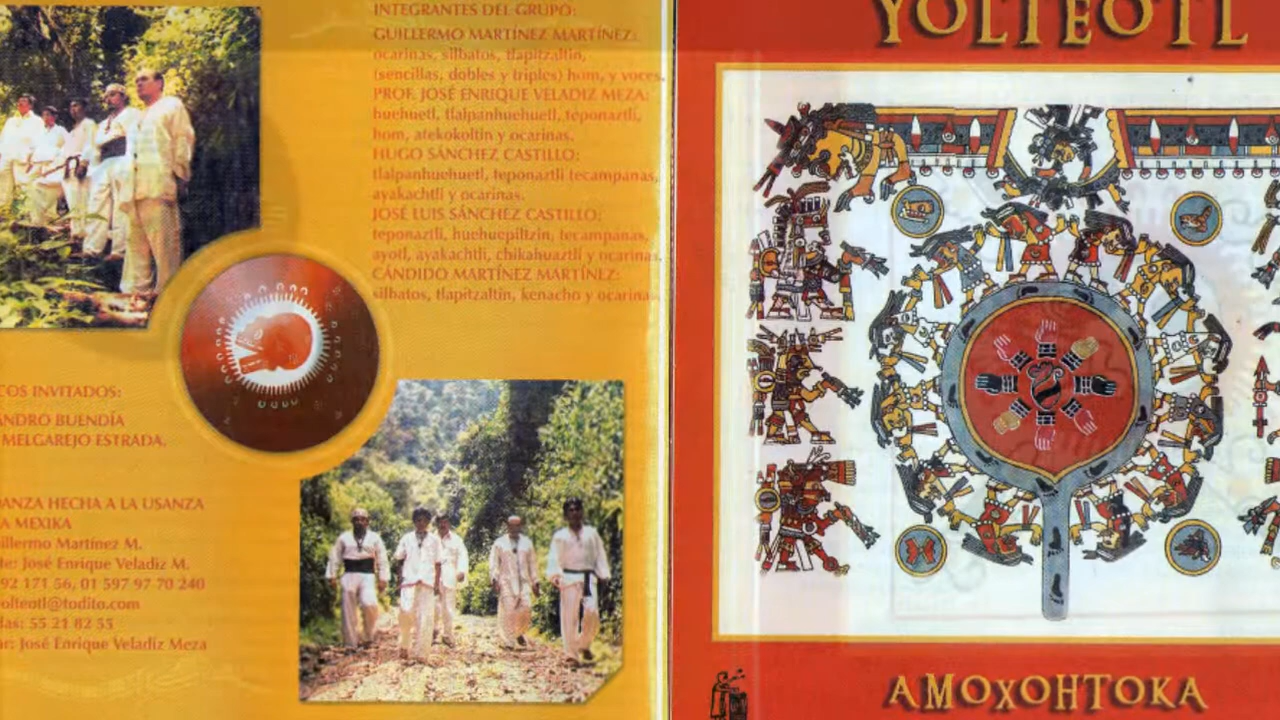 INTEGRANTES DEL GRUPO:
GUILLERMO MARTÍNEZ MARTÍNEZ:
ocarinas, silbatos, tlapitzaltin,
(sencillas, dobles y triples) hom, y voces.
PROF. JOSÉ ENRIQUE VELADIZ MEZA:
huehuetl, tlalpanhuehuetl, teponaztli,
hom, atekokoltin y ocarinas.
HUGO SÁNCHEZ CASTILLO:
tlalpanhuehuetl, teponaztli tecampanas,
ayakachtli y ocarinas.
JOSÉ LUIS SÁNCHEZ CASTILLO:
teponaztli, huehuepiltzin, tecampanas,
ayotl, ayakachtli, chikahuaztli y ocarinas.
CÁNDIDO MARTÍNEZ MARTÍNEZ:
silbatos, tlapitzaltin, kenacho y ocarinas.
COS INVITADOS:
ANDRO BUENDÍA
MELGAREJO ESTRADA.
DANZA HECHA A LA USANZA
A MEXIKA
illermo Martínez M.
de: José Enrique Veladiz M.
92 171 56, 01 597 97 70 240
olteotl@todito.com
das: 55 21 82 55
ar: José Enrique Veladiz Meza
YOLTEOTL
AMOXOHTOKA